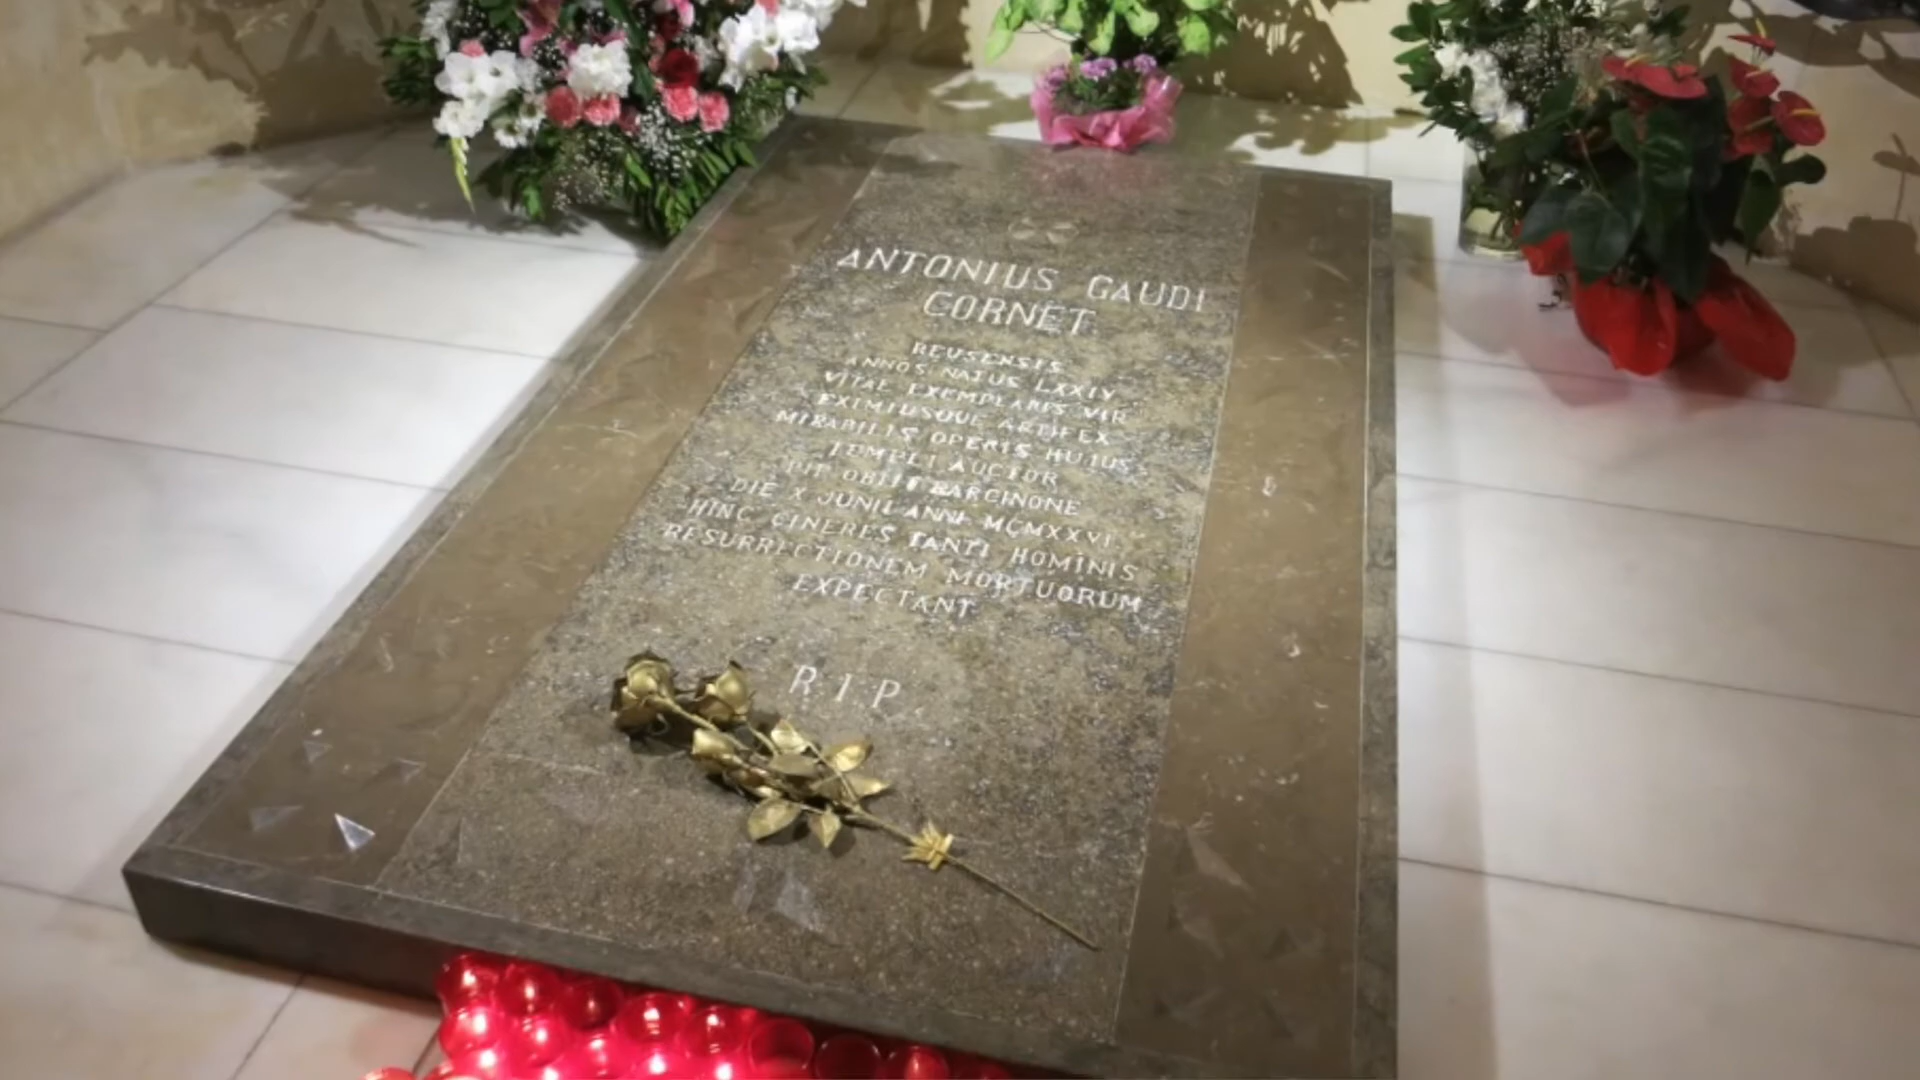 ANTONIUS GAUDI
CORNET
REUSENSIS
ANNOS NATUS LXXIV
VITAE EXEMPLARIS VIR
EXIMIUSQUE ARTIFEX
MIRABILIS OPERIS HUIUS
TEMPLI AUCTOR
PIE OBIIT BARCINONE
DIE X JUNII ANNI MCMXXVI
HINC CINERES TANTI HOMINIS
RESURRECTIONEM MORTUORUM
EXPECTANT
R.I.P.